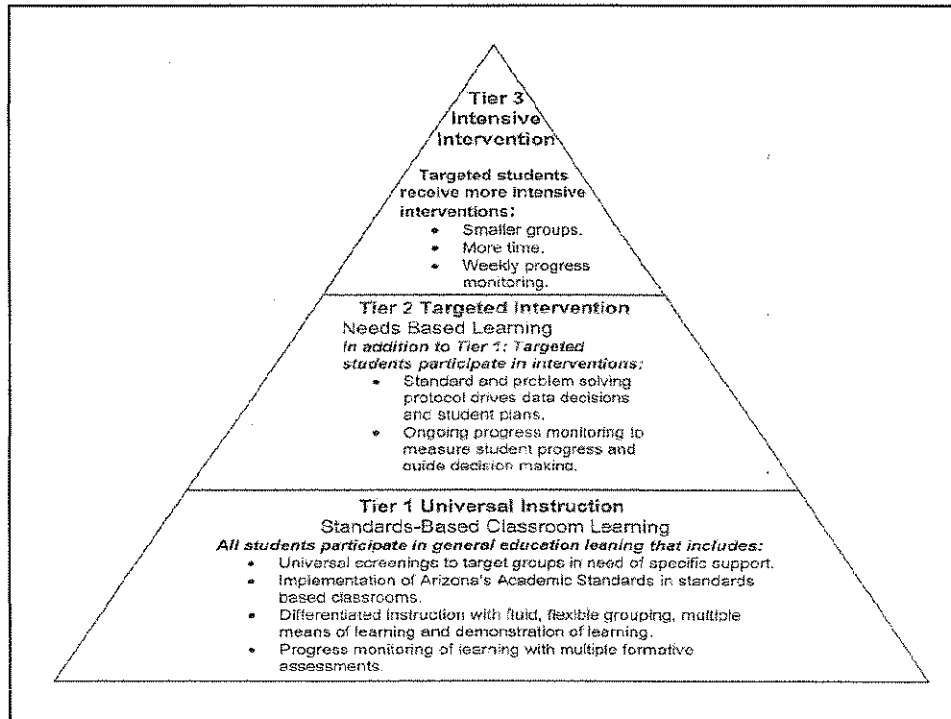 Tier 3
Intensive
Intervention
Targeted students
receive more intensive
interventions:
• Smaller groups.
• More time.
• Weekly progress
monitoring.
Tier 2 Targeted Intervention
Needs Based Learning
In addition to Tier 1: Targeted
students participate in interventions:
• Standard and problem solving
protocol drives data decisions
and student plans.
• Ongoing progress monitoring to
measure student progress and
guide decision making.
Tier 1 Universal Instruction
Standards-Based Classroom Learning
All students participate in general education leaning that includes:
• Universal screenings to target groups in need of specific support.
• Implementation of Arizona's Academic Standards in standards
based classrooms.
• Differentiated instruction with fluid, flexible grouping, multiple
means of learning and demonstration of learning.
• Progress monitoring of learning with multiple formative
assessments.